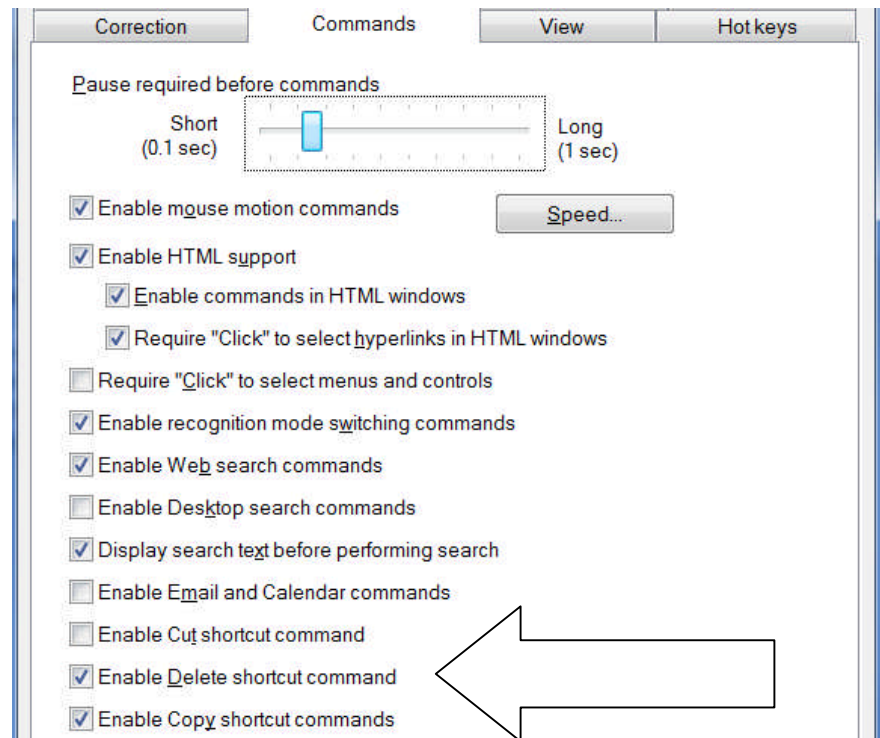 Correction Commands View Hot keys
Pause required before commands
Short Long
(0.1 sec) (1 sec)
Enable mouse motion commands Speed...
Enable HTML support
Enable commands in HTML windows
Require "Click" to select hyperlinks in HTML windows
Require "Click" to select menus and controls
Enable recognition mode switching commands
Enable Web search commands
Enable Desktop search commands
Display search text before performing search
Enable Email and Calendar commands
Enable Cut shortcut command
Enable Delete shortcut command
Enable Copy shortcut commands